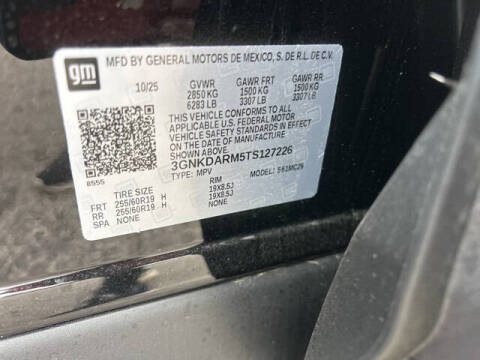 gm
MFD BY GENERAL MOTORS DE MEXICO, S. DE R.L. DE C.V.
10/25 GVWR GAWR FRT GAWR RR
2850 KG 1500 KG 1500 KG
6283 LB 3307 LB 3307 LB
THIS VEHICLE CONFORMS TO ALL
APPLICABLE U.S. FEDERAL MOTOR
VEHICLE SAFETY STANDARDS IN
EFFECT ON THE DATE OF MANUFACTURE
SHOWN ABOVE.
3GNKDARM5TS127226
8555 TYPE: MPV MODEL: S61MC26
TIRE SIZE RIM
FRT 255/60R19 H 19X8.5J
RR 255/60R19 H 19X8.5J
SPA NONE NONE